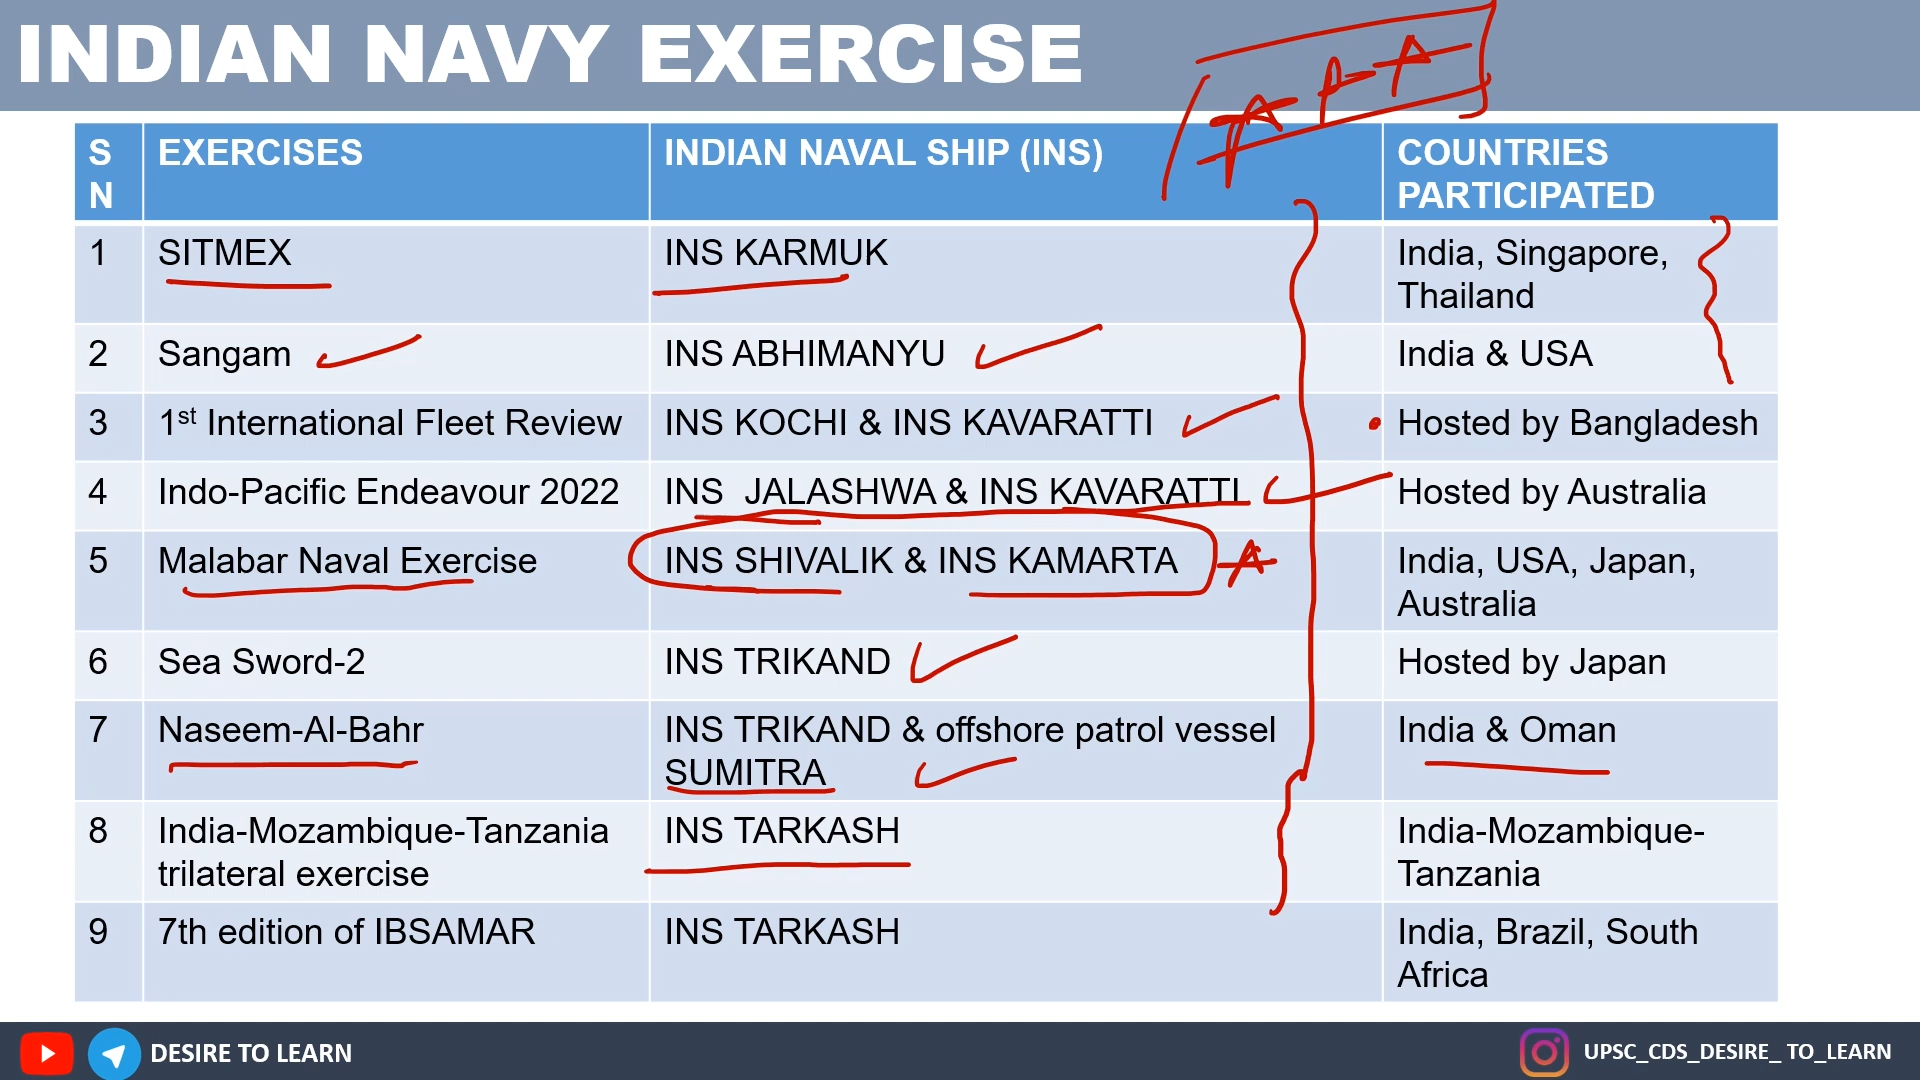 INDIAN NAVY EXERCISE
S
N
EXERCISES
INDIAN NAVAL SHIP (INS)
COUNTRIES
PARTICIPATED
1
SITMEX
INS KARMUK
India, Singapore,
Thailand
2
Sangam
INS ABHIMANYU
India & USA
3
1st International Fleet Review
INS KOCHI & INS KAVARATTI
Hosted by Bangladesh
4
Indo-Pacific Endeavour 2022
INS JALASHWA & INS KAVARATTI
Hosted by Australia
5
Malabar Naval Exercise
INS SHIVALIK & INS KAMARTA
India, USA, Japan,
Australia
6
Sea Sword-2
INS TRIKAND
Hosted by Japan
7
Naseem-Al-Bahr
INS TRIKAND & offshore patrol vessel
SUMITRA
India & Oman
8
India-Mozambique-Tanzania
trilateral exercise
INS TARKASH
India-Mozambique-
Tanzania
9
7th edition of IBSAMAR
INS TARKASH
India, Brazil, South
Africa
DESIRE TO LEARN
UPSC_CDS_DESIRE_ TO_LEARN